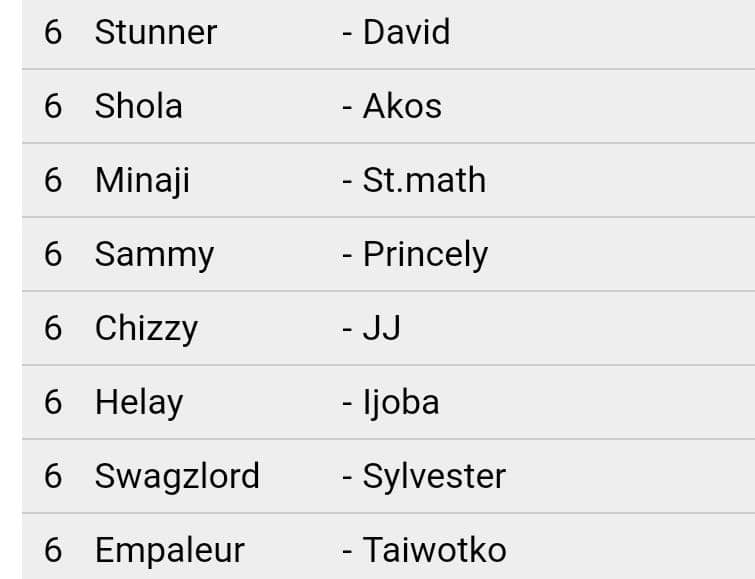 6 Stunner - David
6 Shola - Akos
6 Minaji - St.math
6 Sammy - Princely
6 Chizzy - JJ
6 Helay - Ijoba
6 Swagzlord - Sylvester
6 Empaleur - Taiwotko